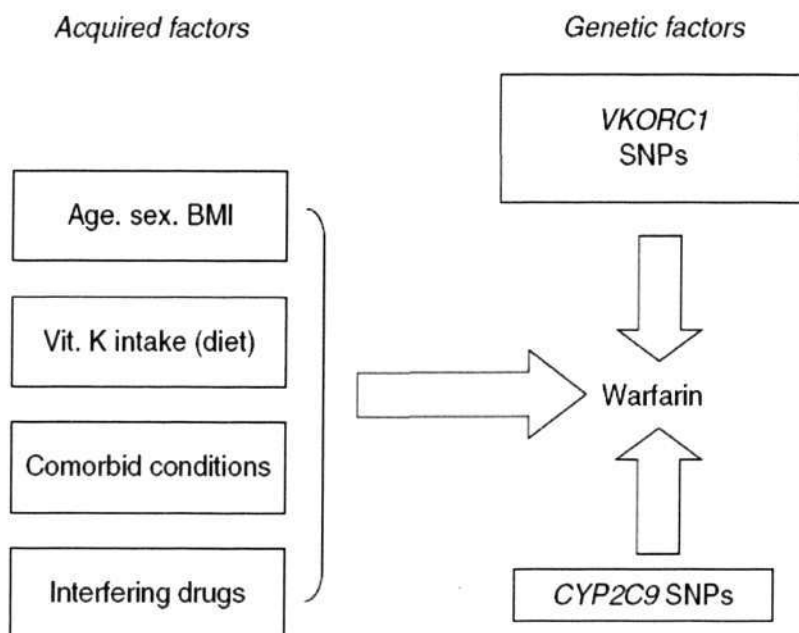 Acquired factors
Genetic factors
VKORC1
SNPs
Age. sex. BMI
Vit. K intake (diet)
Warfarin
Comorbid conditions
Interfering drugs
CYP2C9 SNPs